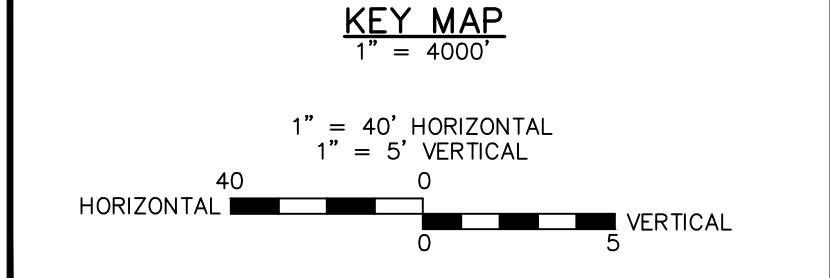 KEY MAP
1" = 4000'
1" = 40' HORIZONTAL
1" = 5' VERTICAL
40 0
HORIZONTAL
VERTICAL
0 5